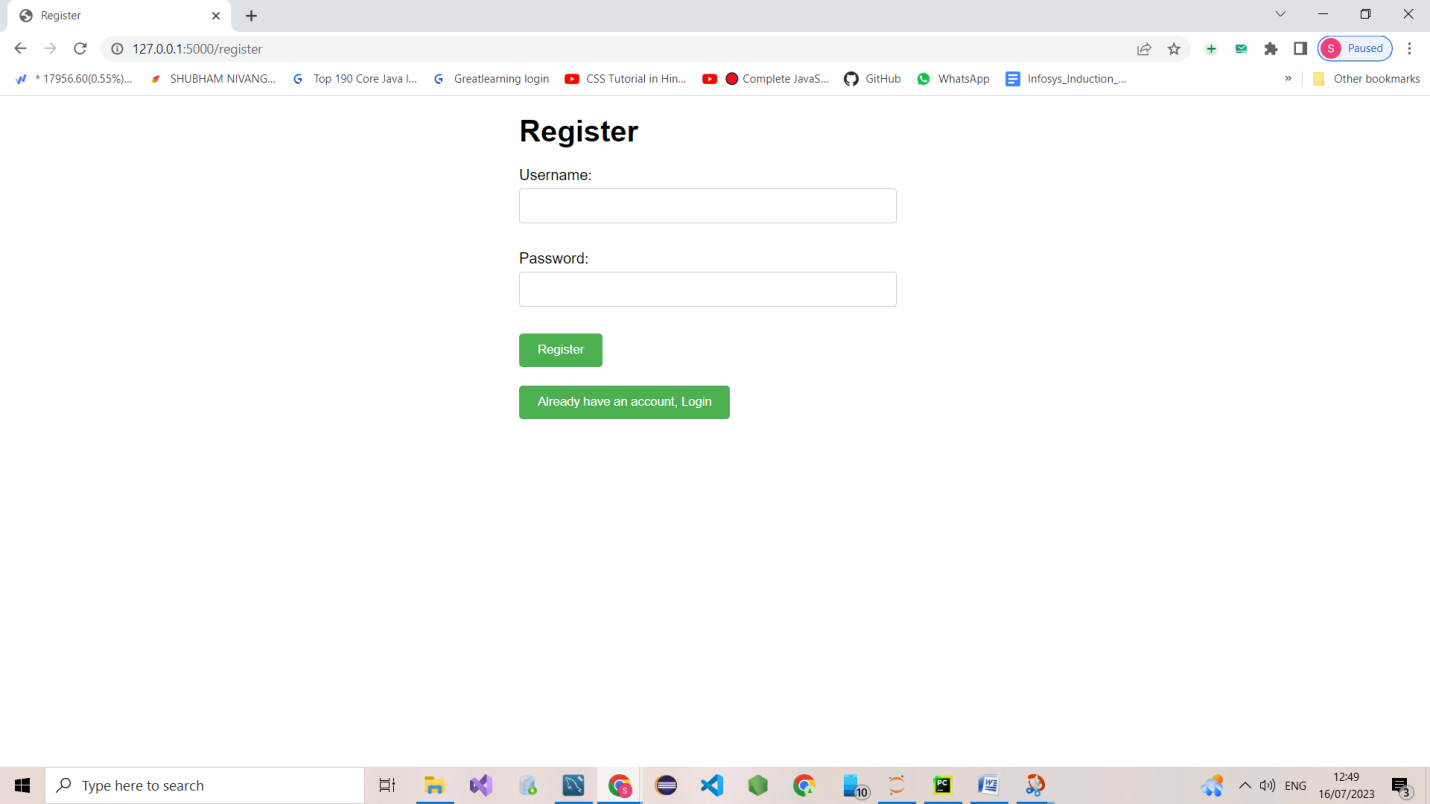 Register
127.0.0.1:5000/register
S Paused
* 17956.60(0.55%)... SHUBHAM NIVANG... Top 190 Core Java I... Greatlearning login CSS Tutorial in Hin... Complete JavaS... GitHub WhatsApp Infosys_Induction_... » Other bookmarks
Register
Username:
Password:
Register
Already have an account, Login
Type here to search
S
10
PC
ENG
12:49
16/07/2023
3